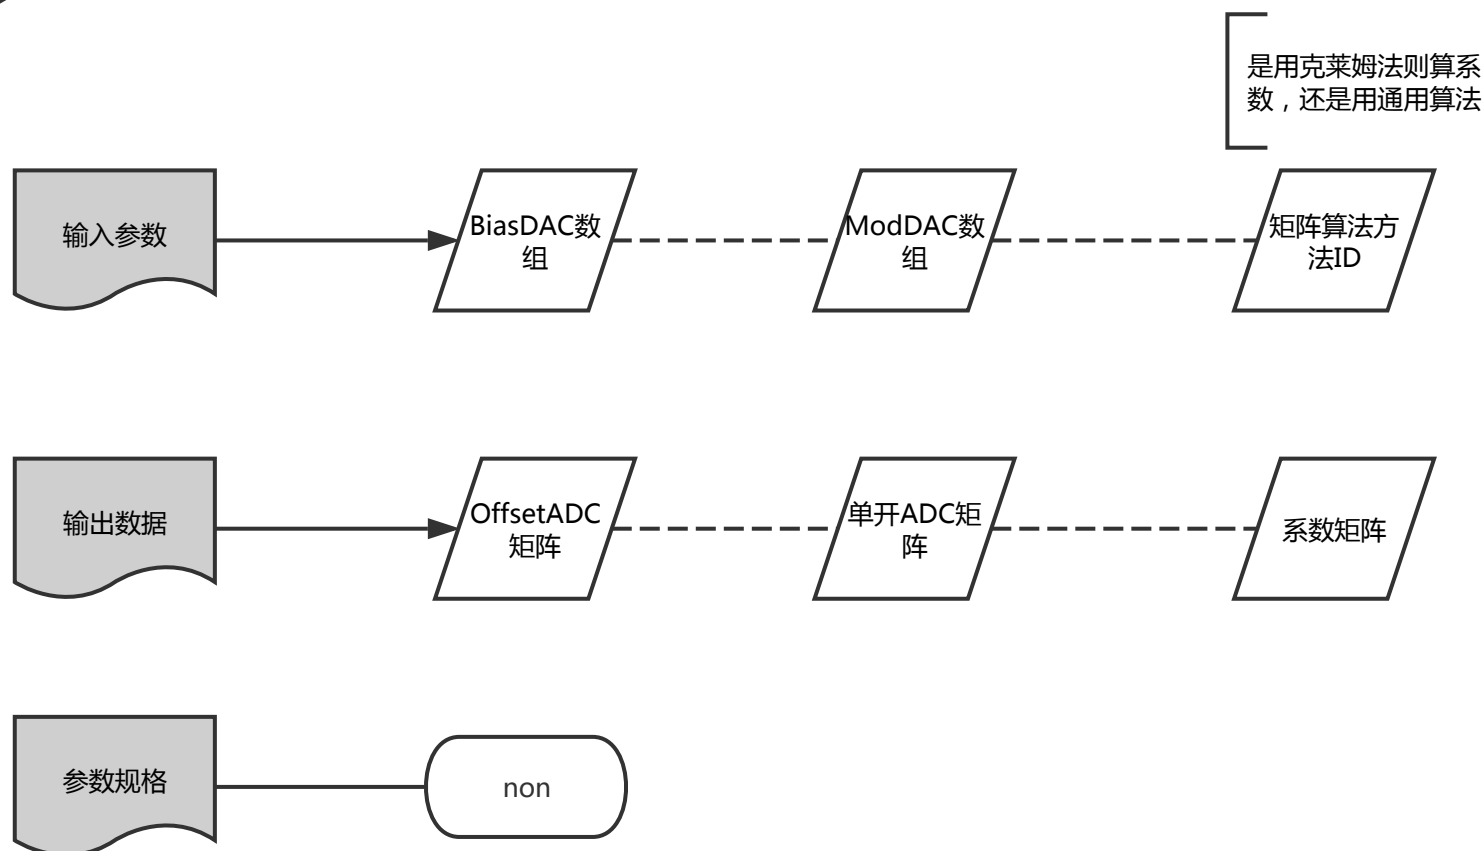 是用克莱姆法则算系
数，还是用通用算法
输入参数
BiasDAC数
组
ModDAC数
组
矩阵算法方
法ID
输出数据
OffsetADC
矩阵
单开ADC矩
阵
系数矩阵
参数规格
non